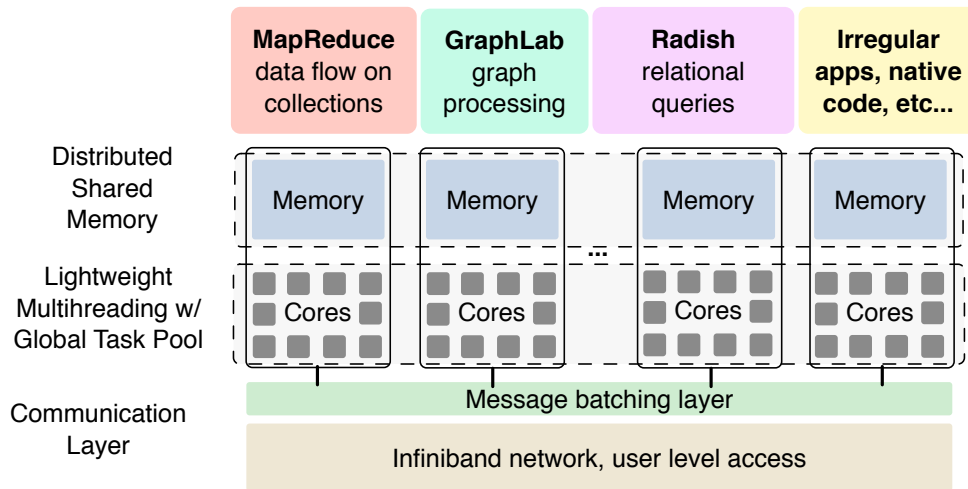 MapReduce
data flow on
collections
GraphLab
graph
processing
Radish
relational
queries
Irregular
apps, native
code, etc...
Distributed
Shared
Memory
Memory
Memory
Memory
Memory
...
Lightweight
Multithreading w/
Global Task Pool
Cores
Cores
Cores
Cores
Communication
Layer
Message batching layer
Infiniband network, user level access